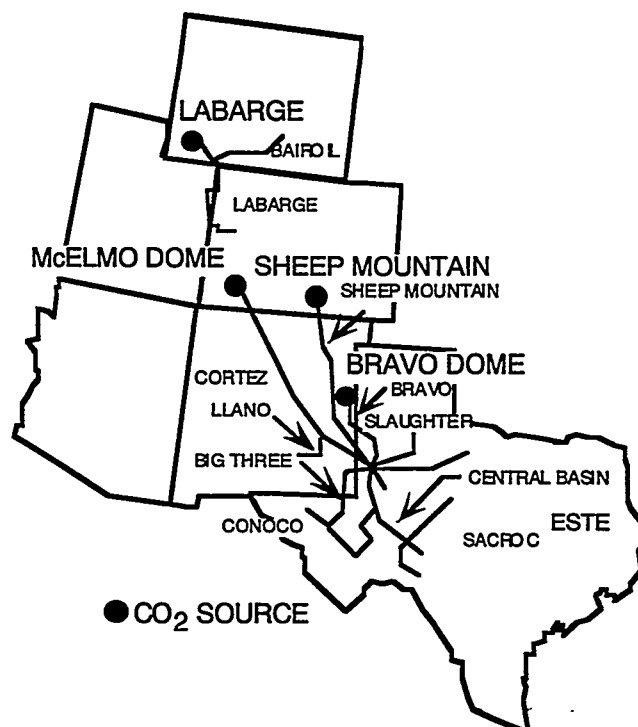 LABARGE
BAIROIL
LABARGE
McELMO DOME
SHEEP MOUNTAIN
SHEEP MOUNTAIN
BRAVO DOME
CORTEZ
BRAVO
LLANO
SLAUGHTER
BIG THREE
CENTRAL BASIN
CONOCO
ESTE
SACROC
CO₂ SOURCE